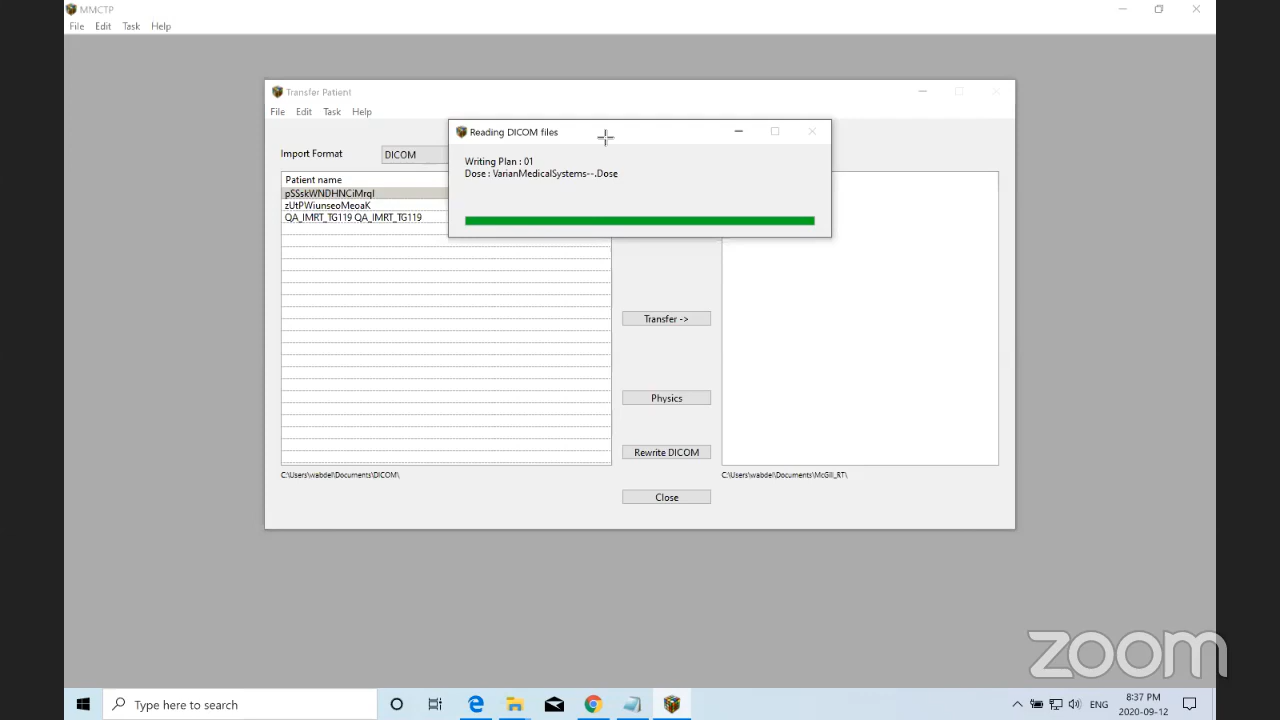 MMCTP
File Edit Task Help
Transfer Patient
File Edit Task Help
Reading DICOM files
Writing Plan : 01
Dose : VarianMedicalSystems--.Dose
Import Format DICOM
Patient name
pSSskWNDHNCiMrqI
zUtPWiunseoMeoaK
QA_IMRT_TG119 QA_IMRT_TG119
Transfer ->
Physics
Rewrite DICOM
C:\Users\wabdel\Documents\DICOM\
C:\Users\wabdel\Documents\McGill_RT\
Close
zoom
Type here to search
ENG
8:37 PM
2020-09-12